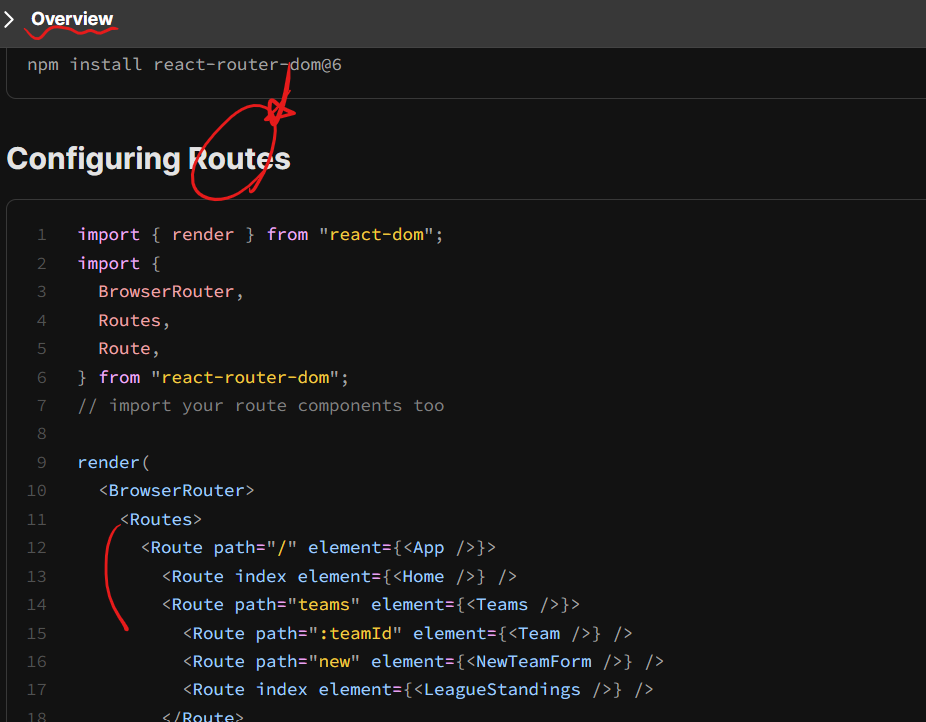 Overview
npm install react-router-dom@6
Configuring Routes
1 import { render } from "react-dom";
2 import {
3   BrowserRouter,
4   Routes,
5   Route,
6 } from "react-router-dom";
7 // import your route components too
8
9 render(
10   <BrowserRouter>
11     <Routes>
12       <Route path="/" element={<App />}>
13         <Route index element={<Home />} />
14         <Route path="teams" element={<Teams />}>
15           <Route path=":teamId" element={<Team />} />
16           <Route path="new" element={<NewTeamForm />} />
17           <Route index element={<LeagueStandings />} />
18         </Route>